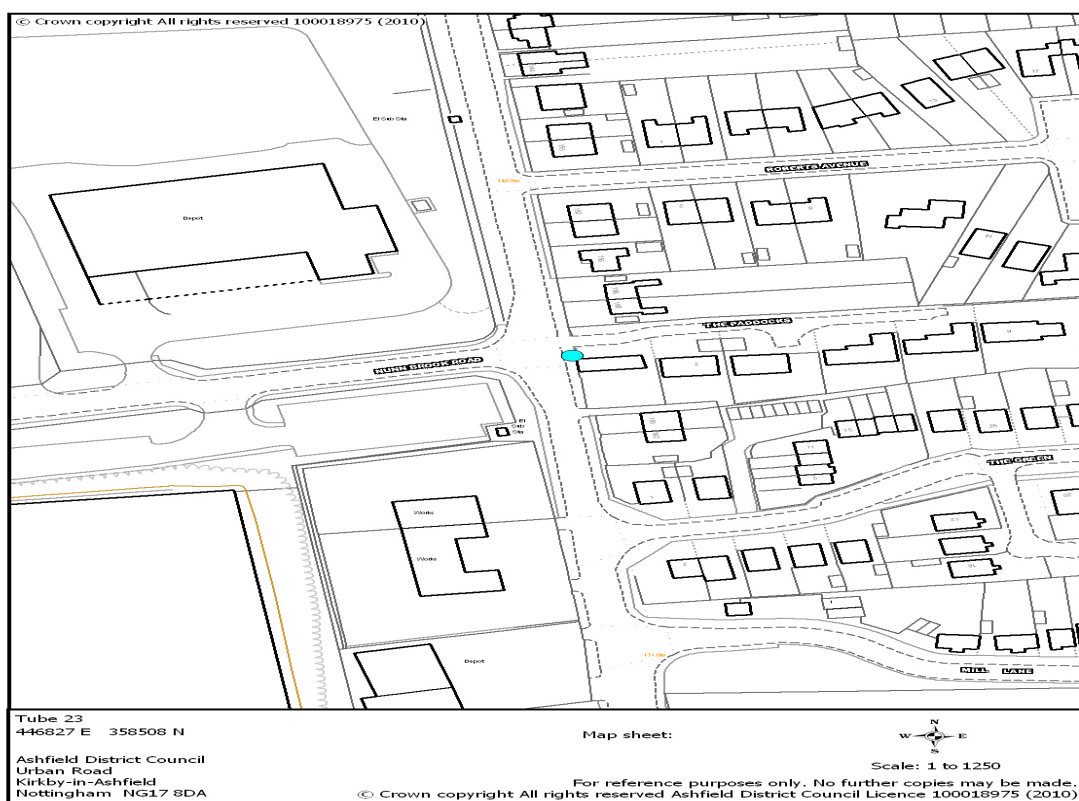 © Crown copyright All rights reserved 100018975 (2010)
El Sub Sta
ROBERTS AVENUE
Depot
THE PADDOCKS
NUNN BROOK ROAD
El
Sub
Sta
THE GREEN
Works
Works
Depot
MILL LANE
Tube 23
446827 E 358508 N
Map sheet:
N
W E
S
Scale: 1 to 1250
Ashfield District Council
Urban Road
Kirkby-in-Ashfield
Nottingham NG17 8DA
For reference purposes only. No further copies may be made.
© Crown copyright All rights reserved Ashfield District Council Licence 100018975 (2010)